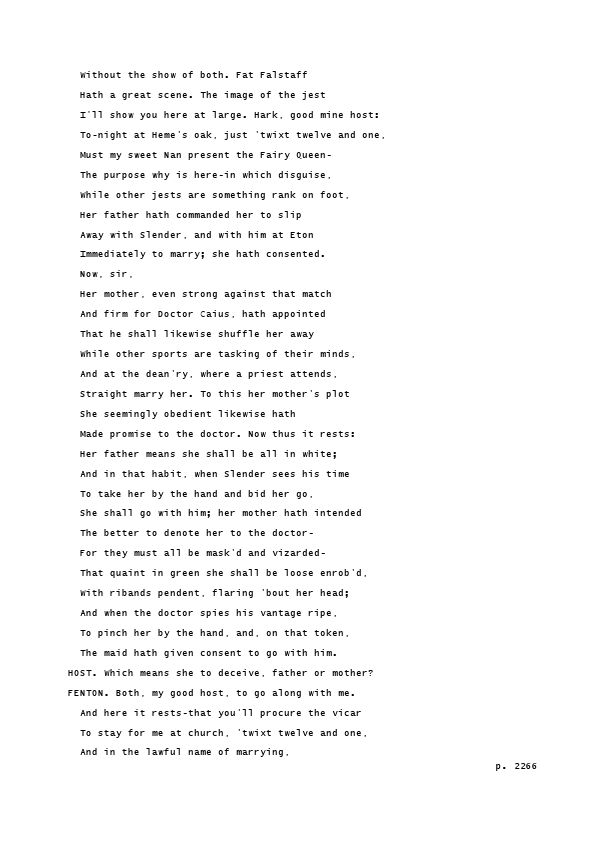 Without the show of both. Fat Falstaff
Hath a great scene. The image of the jest
I'll show you here at large. Hark, good mine host:
To-night at Heme's oak, just 'twixt twelve and one,
Must my sweet Nan present the Fairy Queen-
The purpose why is here-in which disguise,
While other jests are something rank on foot,
Her father hath commanded her to slip
Away with Slender, and with him at Eton
Immediately to marry; she hath consented.
Now, sir,
Her mother, even strong against that match
And firm for Doctor Caius, hath appointed
That he shall likewise shuffle her away
While other sports are tasking of their minds,
And at the dean'ry, where a priest attends,
Straight marry her. To this her mother's plot
She seemingly obedient likewise hath
Made promise to the doctor. Now thus it rests:
Her father means she shall be all in white;
And in that habit, when Slender sees his time
To take her by the hand and bid her go,
She shall go with him; her mother hath intended
The better to denote her to the doctor-
For they must all be mask'd and vizarded-
That quaint in green she shall be loose enrob'd,
With ribands pendent, flaring 'bout her head;
And when the doctor spies his vantage ripe,
To pinch her by the hand, and, on that token,
The maid hath given consent to go with him.
HOST. Which means she to deceive, father or mother?
FENTON. Both, my good host, to go along with me.
And here it rests-that you'll procure the vicar
To stay for me at church, 'twixt twelve and one,
And in the lawful name of marrying,
p. 2266